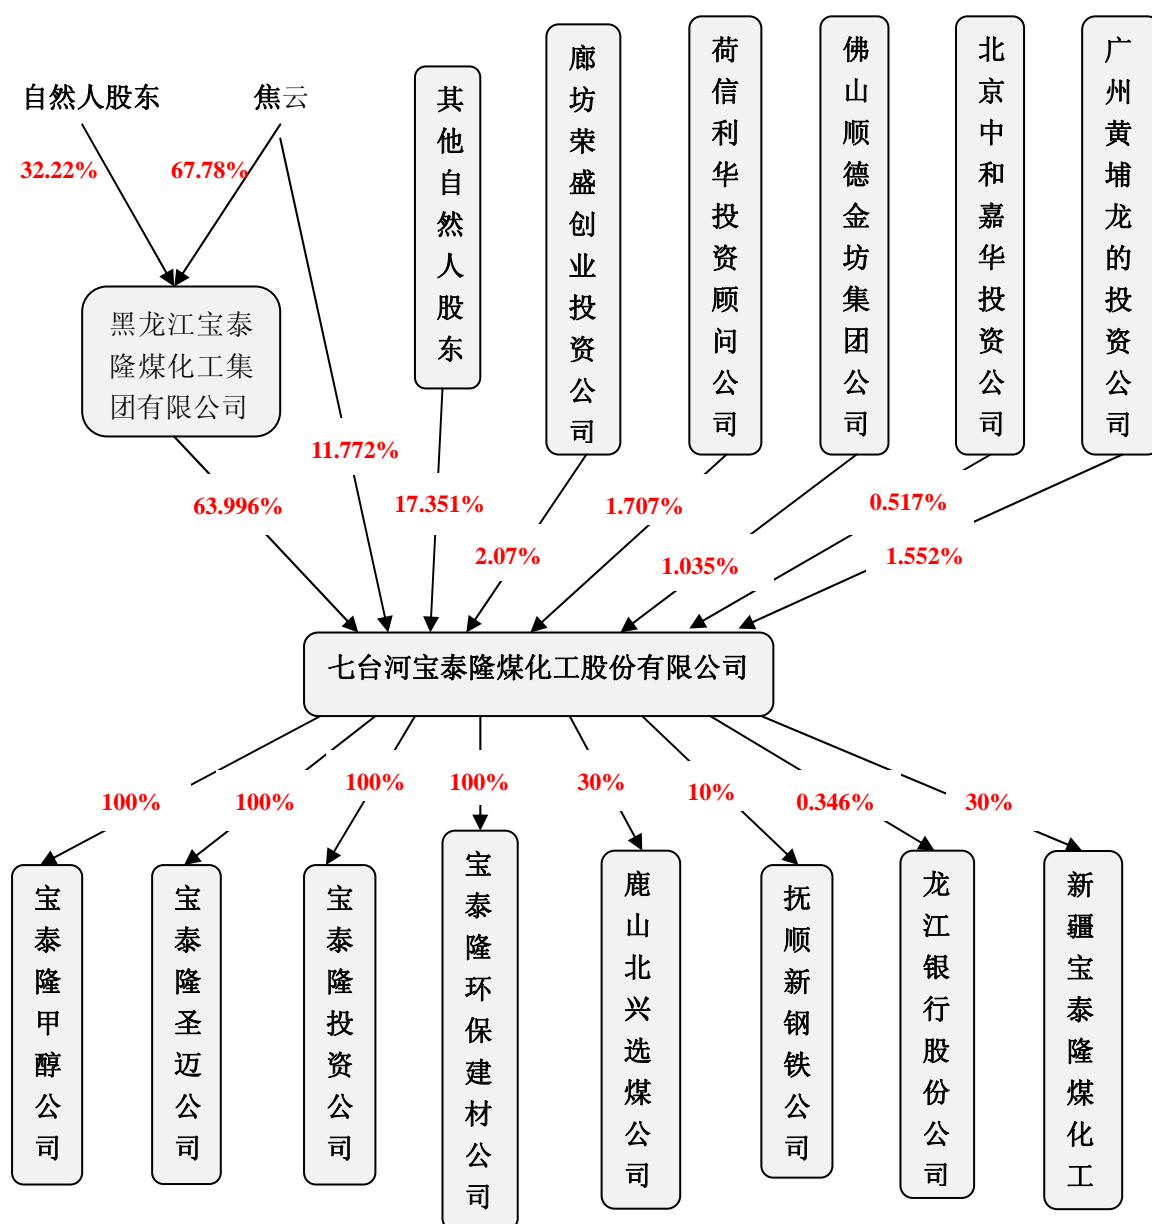 自然人股东
焦云
其他自然人股东
廊坊荣盛创业投资公司
荷信利华投资顾问公司
佛山顺德金坊集团公司
北京中和嘉华投资公司
广州黄埔龙的投资公司
32.22%
67.78%
黑龙江宝泰
隆煤化工集
团有限公司
11.772%
63.996%
17.351%
2.07%
1.707%
1.035%
0.517%
1.552%
七台河宝泰隆煤化工股份有限公司
100%
100%
100%
100%
30%
10%
0.346%
30%
宝泰隆甲醇公司
宝泰隆圣迈公司
宝泰隆投资公司
宝泰隆环保建材公司
鹿山北兴选煤公司
抚顺新钢铁公司
龙江银行股份公司
新疆宝泰隆煤化工